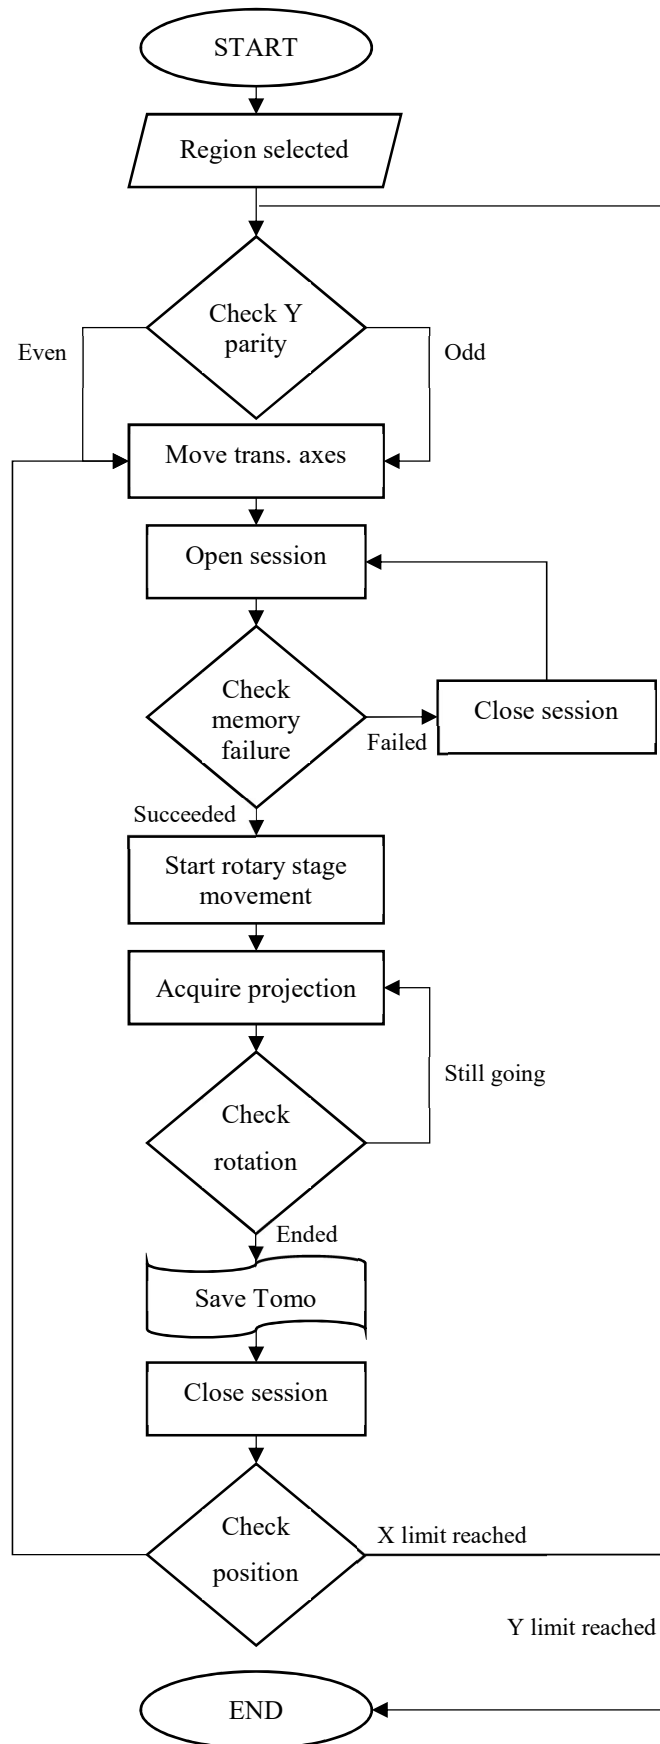 START
Region selected
Check Y
parity
Even
Odd
Move trans. axes
Open session
Check
memory
failure
Failed
Close session
Succeeded
Start rotary stage
movement
Acquire projection
Still going
Check
rotation
Ended
Save Tomo
Close session
Check
position
X limit reached
Y limit reached
END